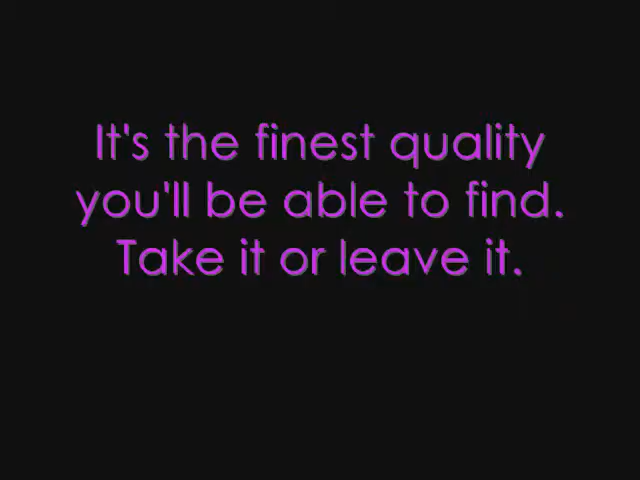 It's the finest quality
you'll be able to find.
Take it or leave it.